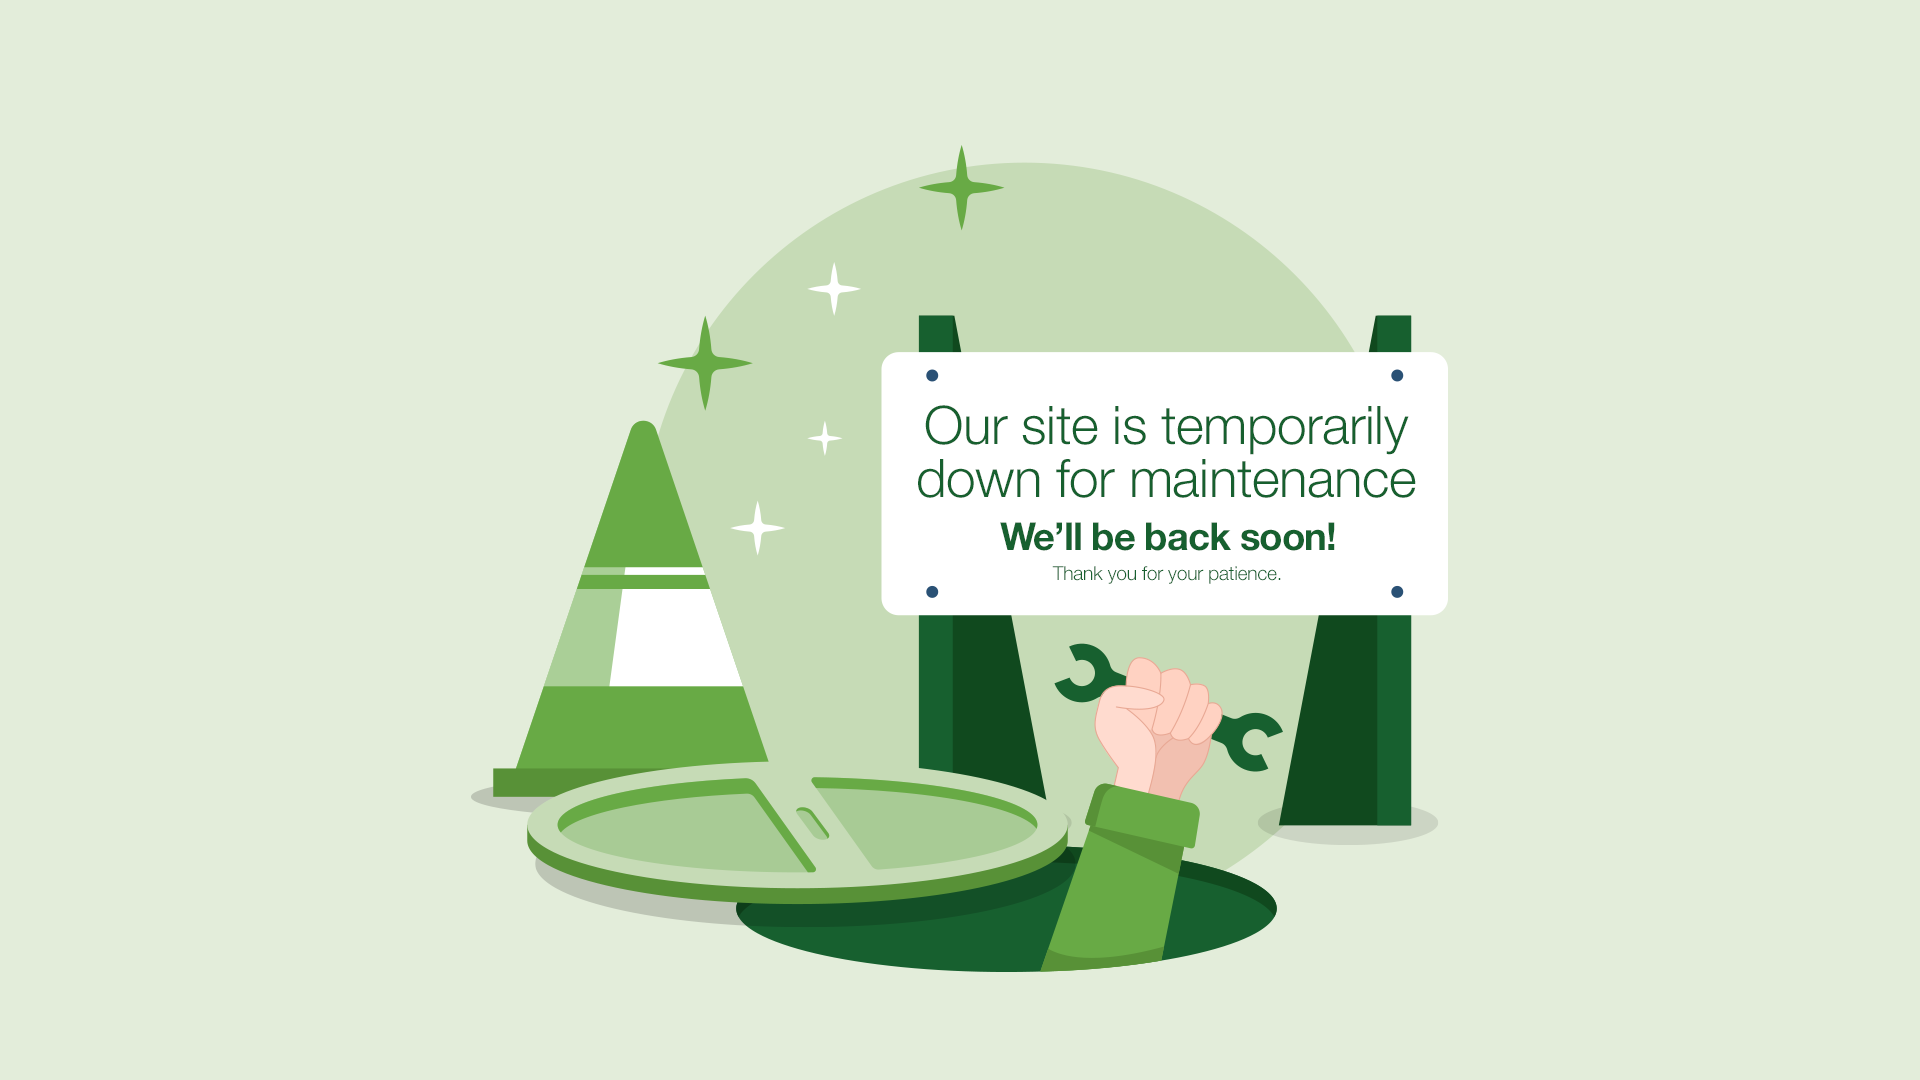 Our site is temporarily
down for maintenance
We’ll be back soon!
Thank you for your patience.